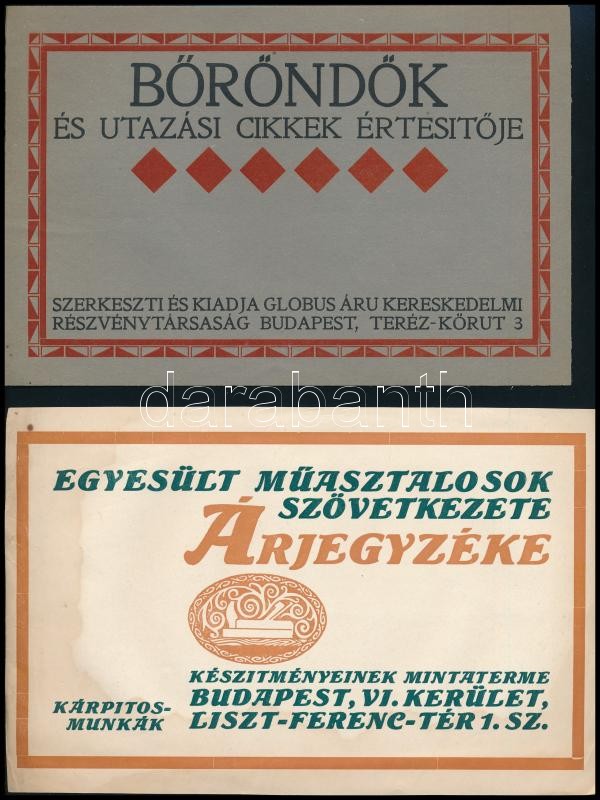 BŐRÖNDÖK
ÉS UTAZÁSI CIKKEK ÉRTESITŐJE
SZERKESZTI ÉS KIADJA GLOBUS ÁRU KERESKEDELMI
RÉSZVÉNYTÁRSASÁG BUDAPEST, TERÉZ-KÖRUT 3
darabanth
EGYESÜLT MŰASZTALOSOK
SZÖVETKEZETE
ÁRJEGYZÉKE
KÉSZITMÉNYEINEK MINTATERME
BUDAPEST, VI. KERÜLET,
LISZT-FERENC-TÉR 1. SZ.
KÁRPITOS-
MUNKÁK